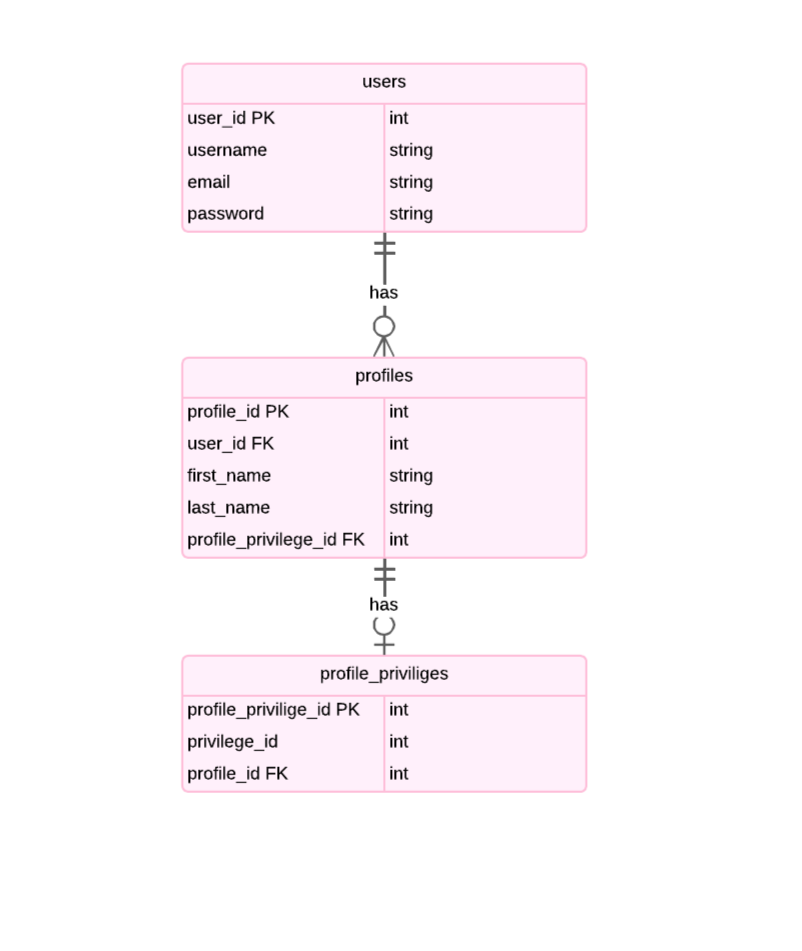 users
user_id PK int
username string
email string
password string
has
profiles
profile_id PK int
user_id FK int
first_name string
last_name string
profile_privilege_id FK int
has
profile_priviliges
profile_privilige_id PK int
privilege_id int
profile_id FK int